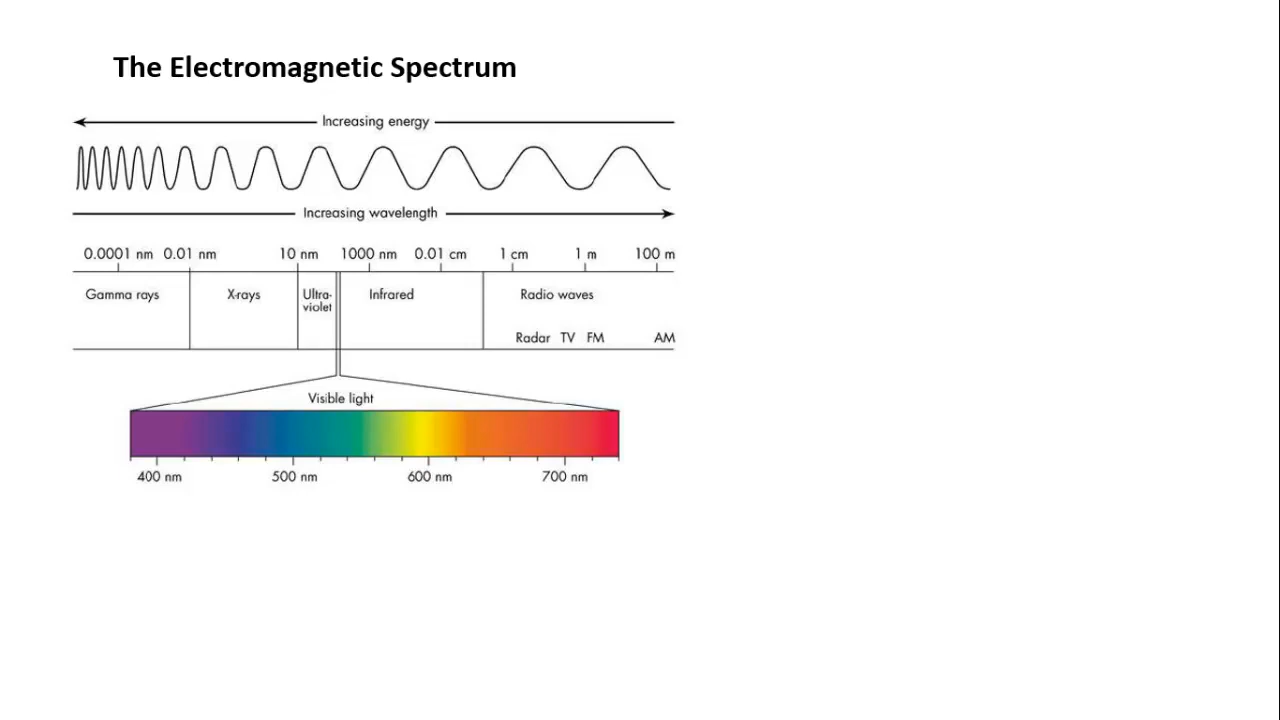 The Electromagnetic Spectrum
Increasing energy
Increasing wavelength
0.0001 nm 0.01 nm 10 nm 1000 nm 0.01 cm 1 cm 1 m 100 m
Gamma rays X-rays Ultra- Infrared Radio waves
violet
Radar TV FM AM
Visible light
400 nm 500 nm 600 nm 700 nm